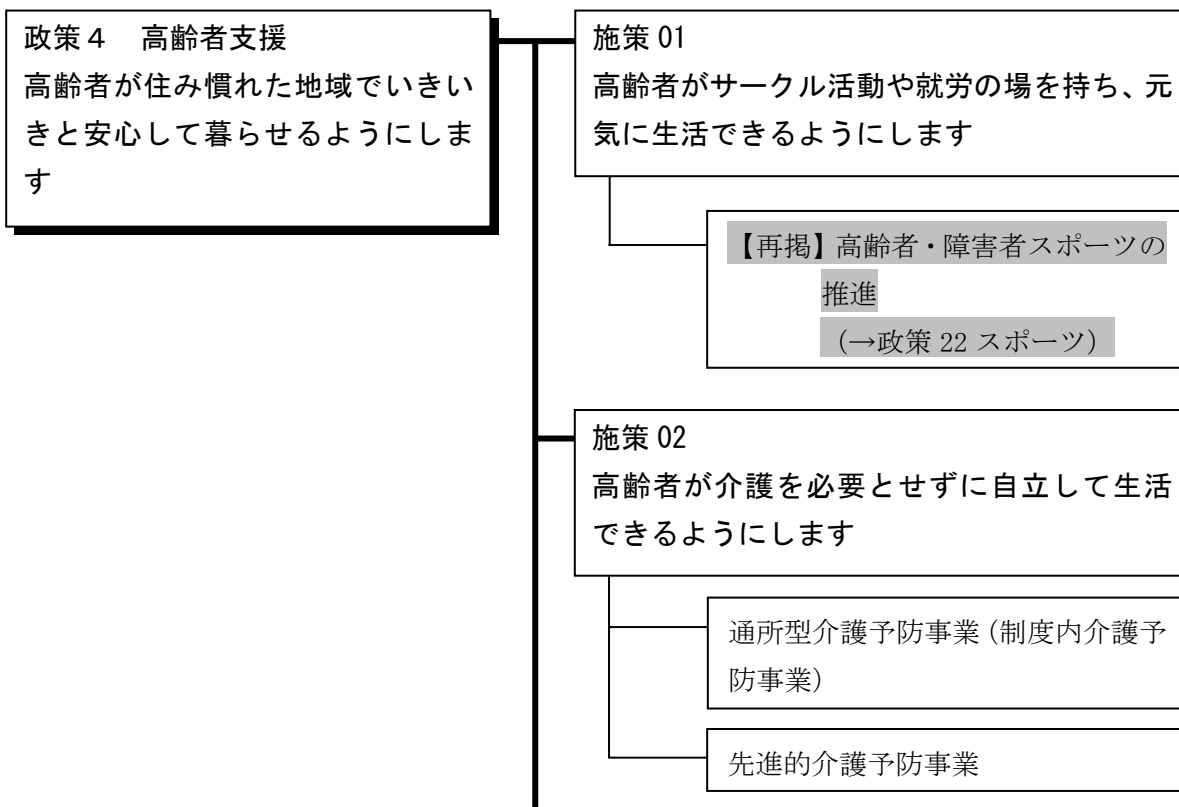 政策４　高齢者支援
高齢者が住み慣れた地域でいきい
きと安心して暮らせるようにしま
す
施策 01
高齢者がサークル活動や就労の場を持ち、元
気に生活できるようにします
【再掲】高齢者・障害者スポーツの
推進
（→政策 22 スポーツ）
施策 02
高齢者が介護を必要とせずに自立して生活
できるようにします
通所型介護予防事業（制度内介護予
防事業）
先進的介護予防事業